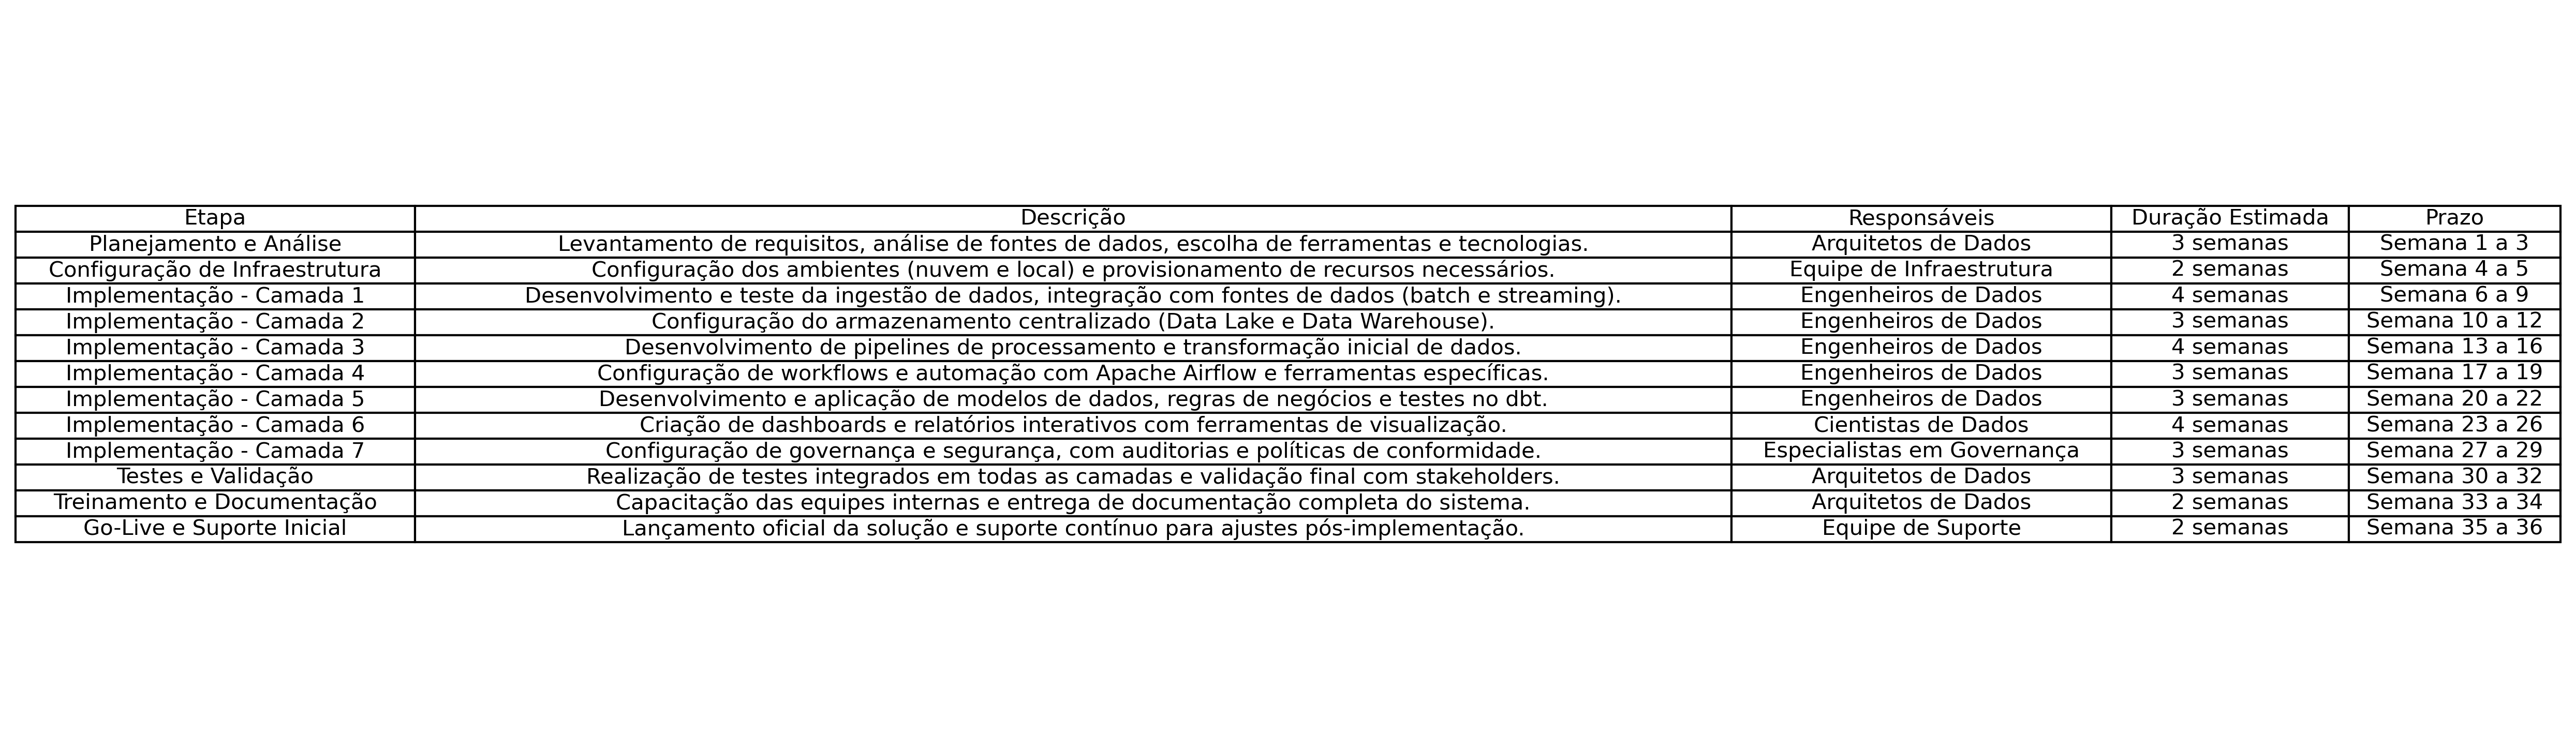 Etapa Descrição Responsáveis Duração Estimada Prazo
Planejamento e Análise Levantamento de requisitos, análise de fontes de dados, escolha de ferramentas e tecnologias. Arquitetos de Dados 3 semanas Semana 1 a 3
Configuração de Infraestrutura Configuração dos ambientes (nuvem e local) e provisionamento de recursos necessários. Equipe de Infraestrutura 2 semanas Semana 4 a 5
Implementação - Camada 1 Desenvolvimento e teste da ingestão de dados, integração com fontes de dados (batch e streaming). Engenheiros de Dados 4 semanas Semana 6 a 9
Implementação - Camada 2 Configuração do armazenamento centralizado (Data Lake e Data Warehouse). Engenheiros de Dados 3 semanas Semana 10 a 12
Implementação - Camada 3 Desenvolvimento de pipelines de processamento e transformação inicial de dados. Engenheiros de Dados 4 semanas Semana 13 a 16
Implementação - Camada 4 Configuração de workflows e automação com Apache Airflow e ferramentas específicas. Engenheiros de Dados 3 semanas Semana 17 a 19
Implementação - Camada 5 Desenvolvimento e aplicação de modelos de dados, regras de negócios e testes no dbt. Engenheiros de Dados 3 semanas Semana 20 a 22
Implementação - Camada 6 Criação de dashboards e relatórios interativos com ferramentas de visualização. Cientistas de Dados 4 semanas Semana 23 a 26
Implementação - Camada 7 Configuração de governança e segurança, com auditorias e políticas de conformidade. Especialistas em Governança 3 semanas Semana 27 a 29
Testes e Validação Realização de testes integrados em todas as camadas e validação final com stakeholders. Arquitetos de Dados 3 semanas Semana 30 a 32
Treinamento e Documentação Capacitação das equipes internas e entrega de documentação completa do sistema. Arquitetos de Dados 2 semanas Semana 33 a 34
Go-Live e Suporte Inicial Lançamento oficial da solução e suporte contínuo para ajustes pós-implementação. Equipe de Suporte 2 semanas Semana 35 a 36